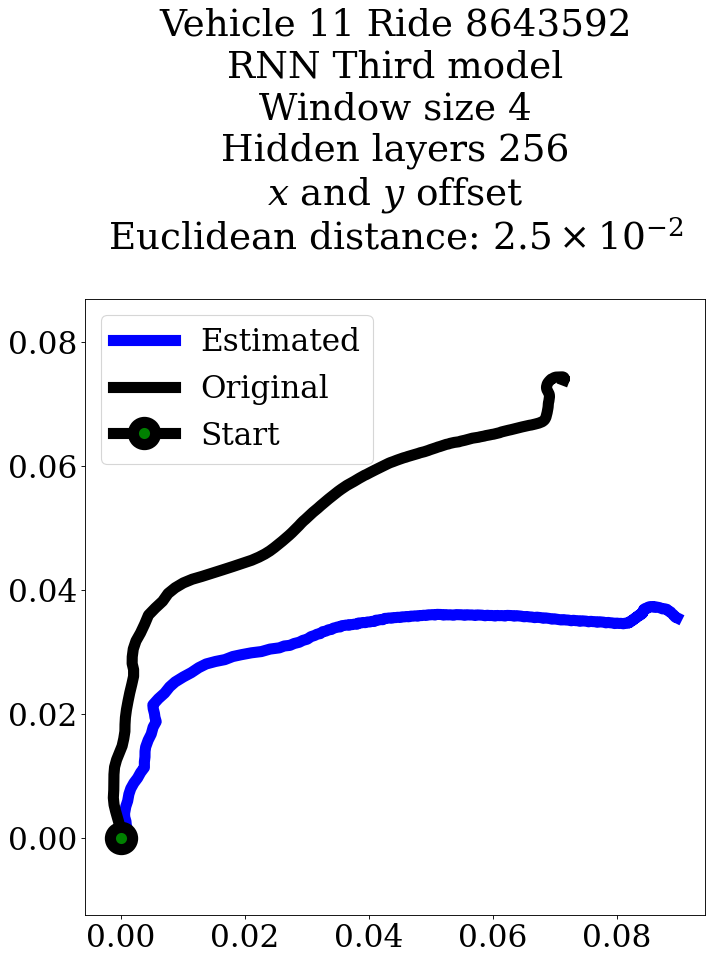 Vehicle 11 Ride 8643592
RNN Third model
Window size 4
Hidden layers 256
x and y offset
Euclidean distance: 2.5 × 10⁻²
Estimated
Original
Start
0.08
0.06
0.04
0.02
0.00
0.00 0.02 0.04 0.06 0.08